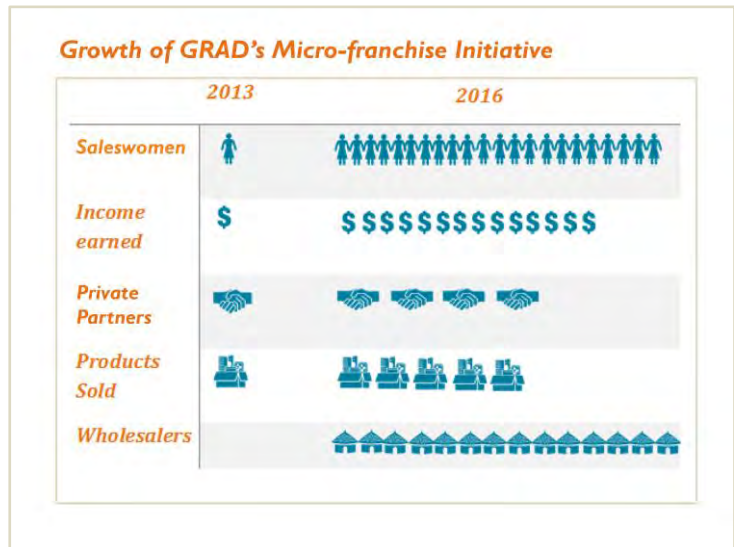 Growth of GRAD's Micro-franchise Initiative
2013 2016
Saleswomen
Income
earned
$ $ $ $ $ $ $ $ $ $ $ $ $ $ $
Private
Partners
Products
Sold
Wholesalers